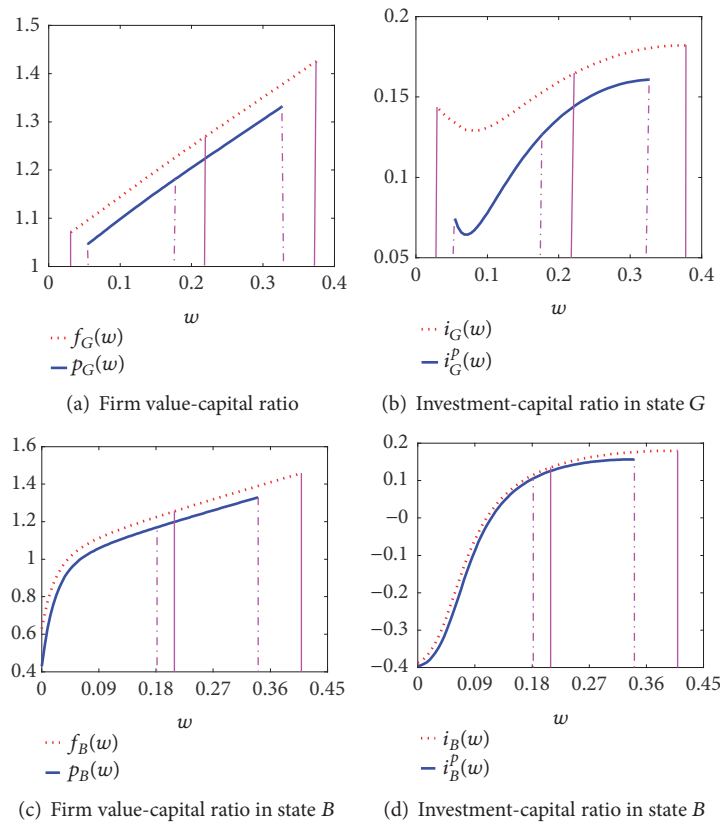 1.5
1.4
1.3
1.2
1.1
1
0
0.1
0.2
0.3
0.4
w
f_G(w)
p_G(w)
(a) Firm value-capital ratio
0.2
0.15
0.1
0.05
0
0.1
0.2
0.3
0.4
w
i_G(w)
i_G^p(w)
(b) Investment-capital ratio in state G
1.6
1.4
1.2
1
0.8
0.6
0.4
0
0.09
0.18
0.27
0.36
0.45
w
f_B(w)
p_B(w)
(c) Firm value-capital ratio in state B
0.2
0.1
−0
−0.1
−0.2
−0.3
−0.4
0
0.09
0.18
0.27
0.36
0.45
w
i_B(w)
i_B^p(w)
(d) Investment-capital ratio in state B